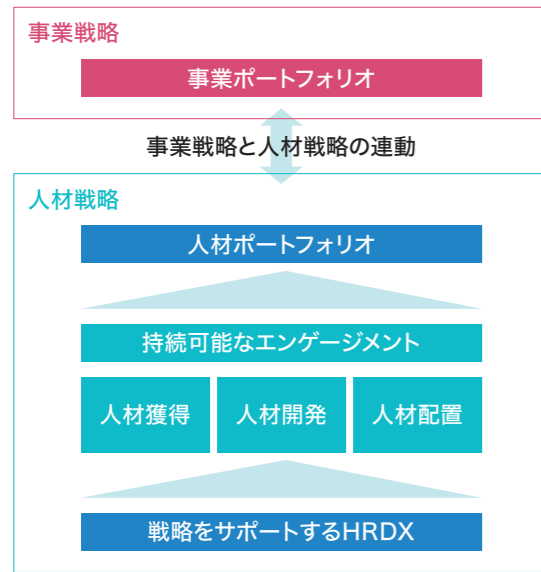 事業戦略
事業ポートフォリオ
事業戦略と人材戦略の連動
人材戦略
人材ポートフォリオ
持続可能なエンゲージメント
人材獲得
人材開発
人材配置
戦略をサポートするHRDX